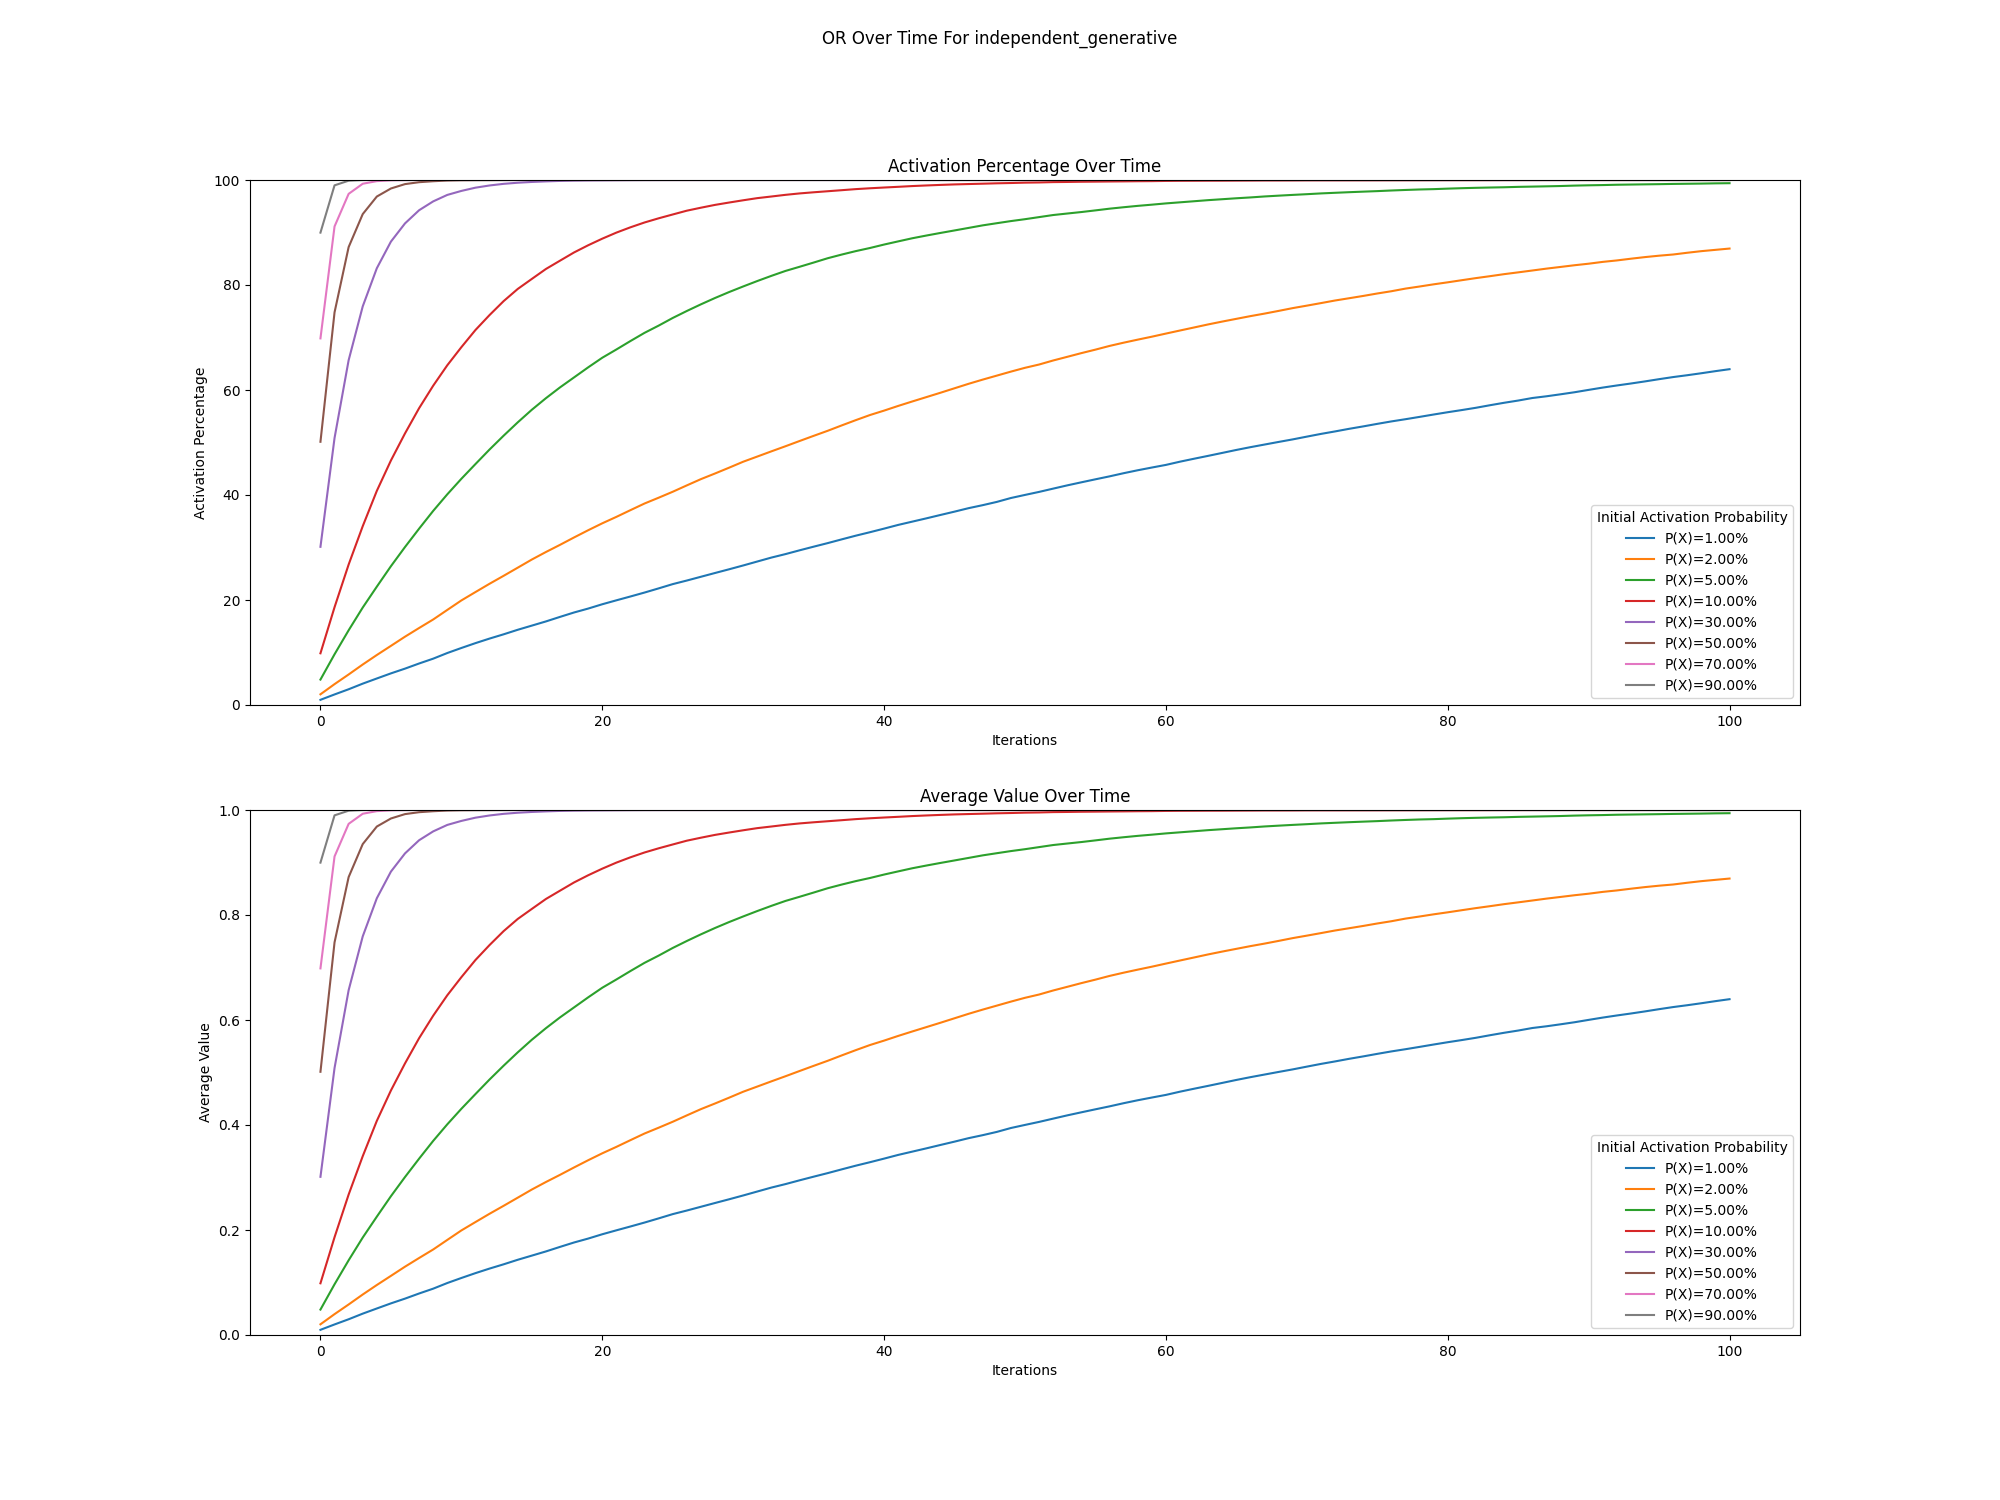 OR Over Time For independent_generative
Activation Percentage Over Time
Activation Percentage
100
80
60
40
20
0
0 20 40 60 80 100
Iterations
Initial Activation Probability
P(X)=1.00%
P(X)=2.00%
P(X)=5.00%
P(X)=10.00%
P(X)=30.00%
P(X)=50.00%
P(X)=70.00%
P(X)=90.00%
Average Value Over Time
Average Value
1.0
0.8
0.6
0.4
0.2
0.0
0 20 40 60 80 100
Iterations
Initial Activation Probability
P(X)=1.00%
P(X)=2.00%
P(X)=5.00%
P(X)=10.00%
P(X)=30.00%
P(X)=50.00%
P(X)=70.00%
P(X)=90.00%